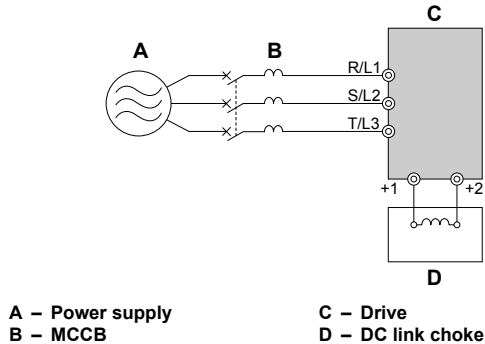 C
A
B
R/L1
S/L2
T/L3
+1
+2
D
A – Power supply
B – MCCB
C – Drive
D – DC link choke